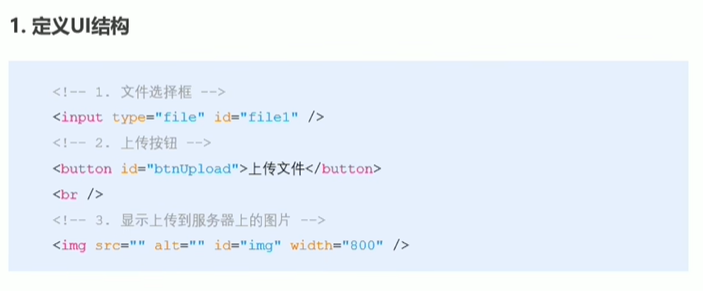 1. 定义UI结构
<!-- 1. 文件选择框 -->
<input type="file" id="file1" />
<!-- 2. 上传按钮 -->
<button id="btnUpload">上传文件</button>
<br />
<!-- 3. 显示上传到服务器上的图片 -->
<img src="" alt="" id="img" width="800" />